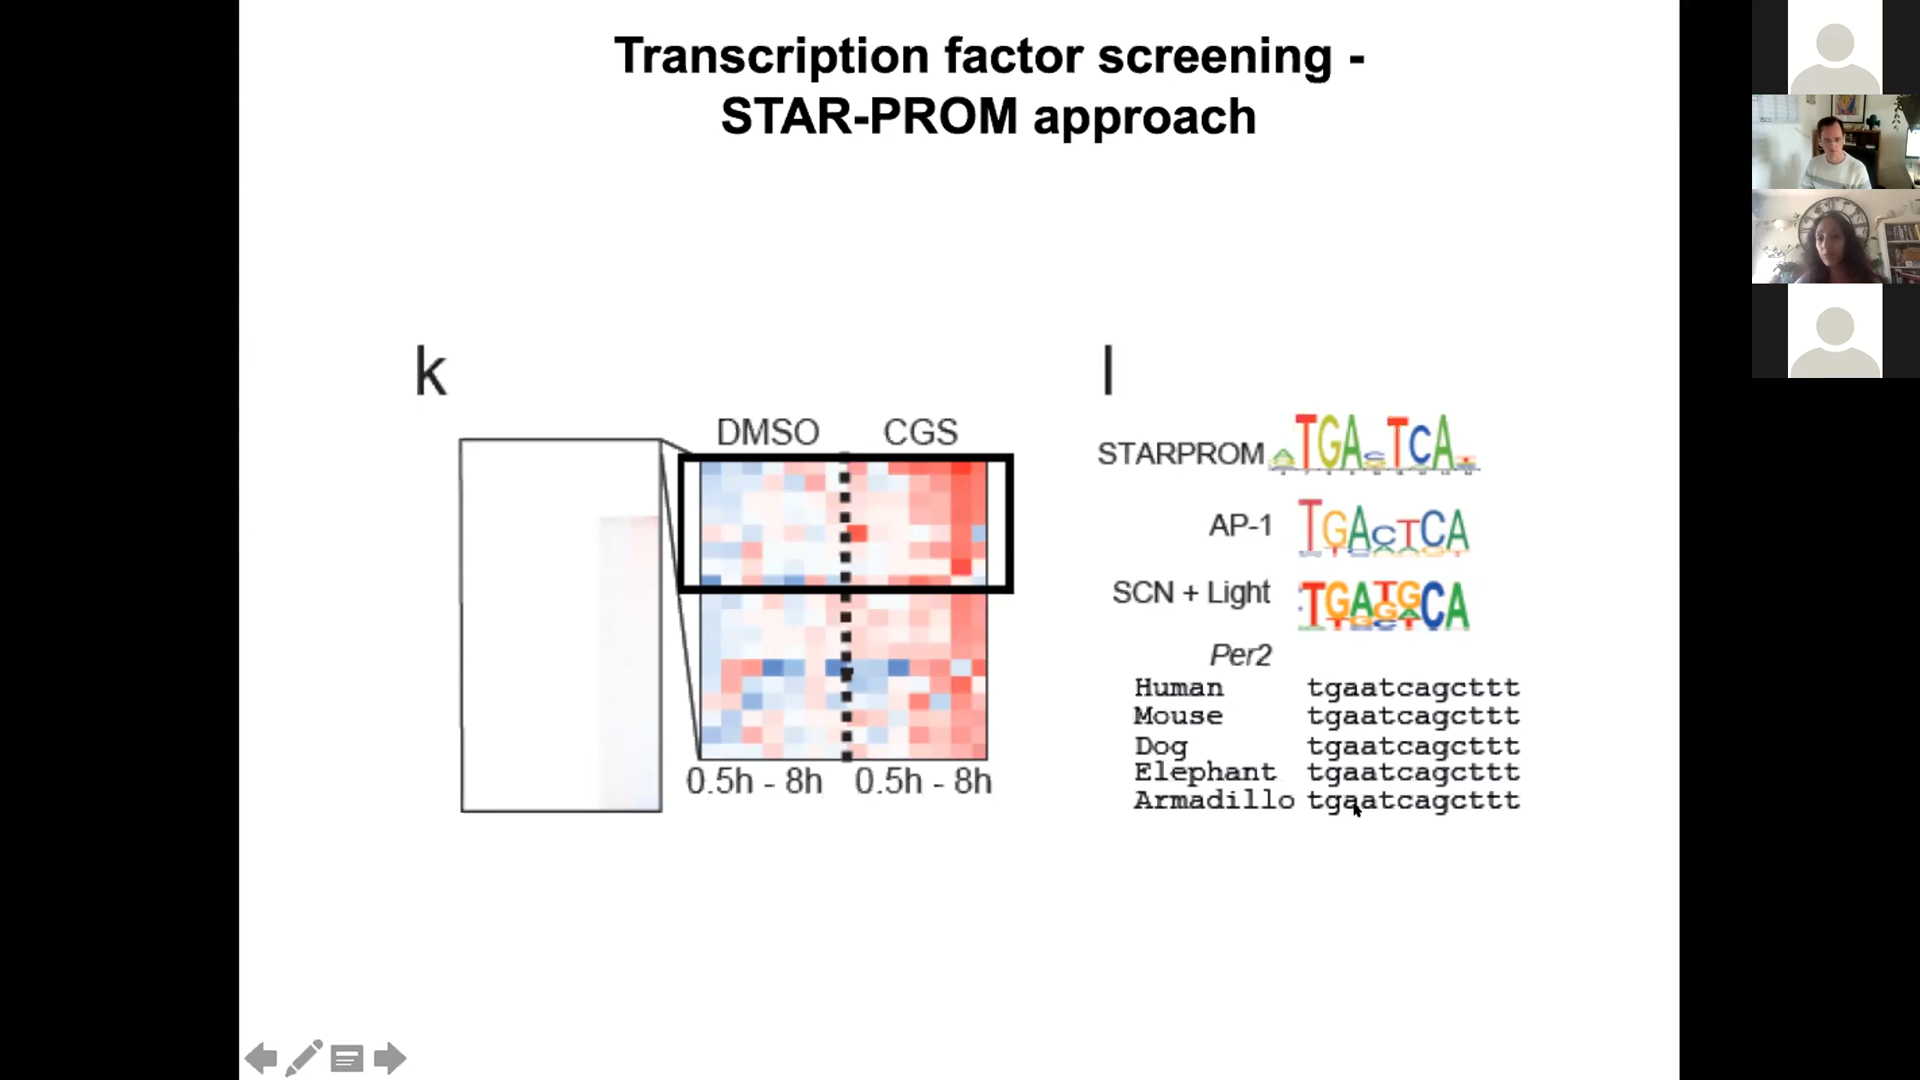 Transcription factor screening -
STAR-PROM approach
k
DMSO CGS
0.5h - 8h 0.5h - 8h
l
STARPROM TGA TCA
AP-1 TGACTCA
SCN + Light TGATGCA
Per2
Human tgaatcagcttt
Mouse tgaatcagcttt
Dog tgaatcagcttt
Elephant tgaatcagcttt
Armadillo tgaatcagcttt